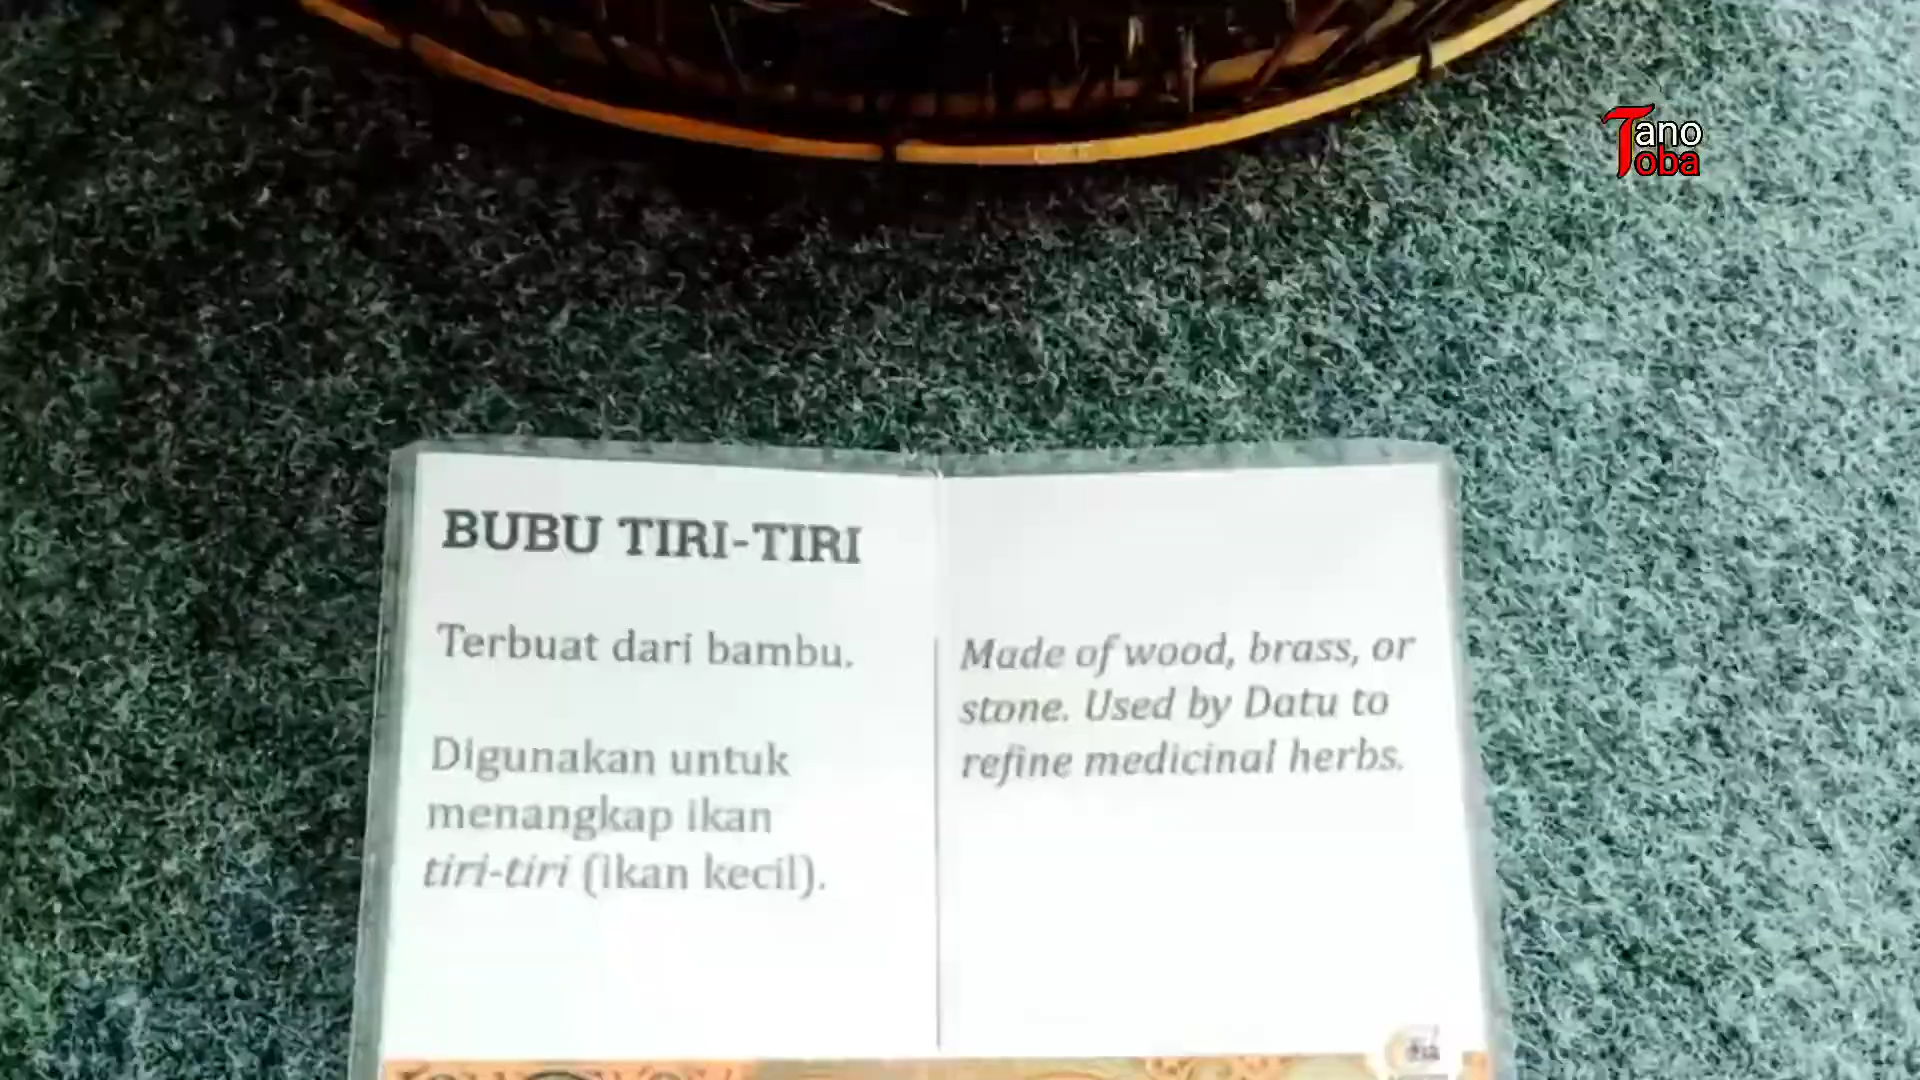 Tano
Toba
BUBU TIRI-TIRI
Terbuat dari bambu.
Digunakan untuk
menangkap ikan
tiri-tiri (ikan kecil).
Made of wood, brass, or
stone. Used by Datu to
refine medicinal herbs.